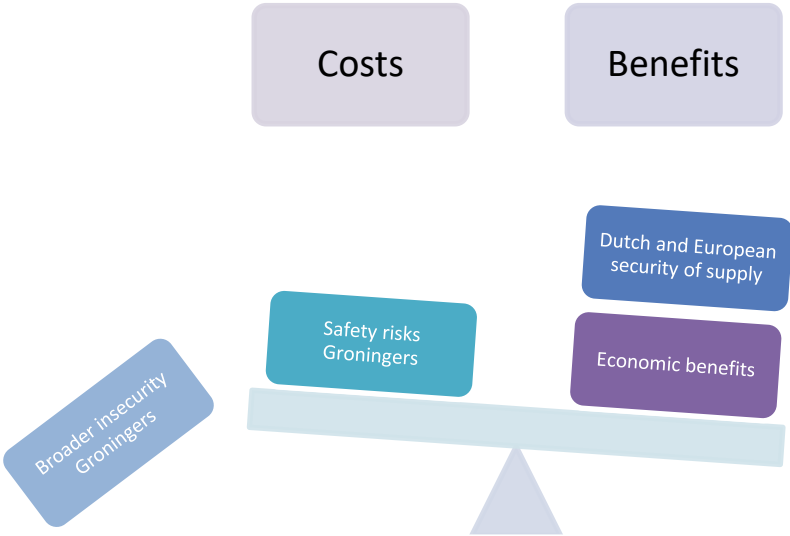 Costs
Benefits
Dutch and European
security of supply
Safety risks
Groningers
Economic benefits
Broader insecurity
Groningers